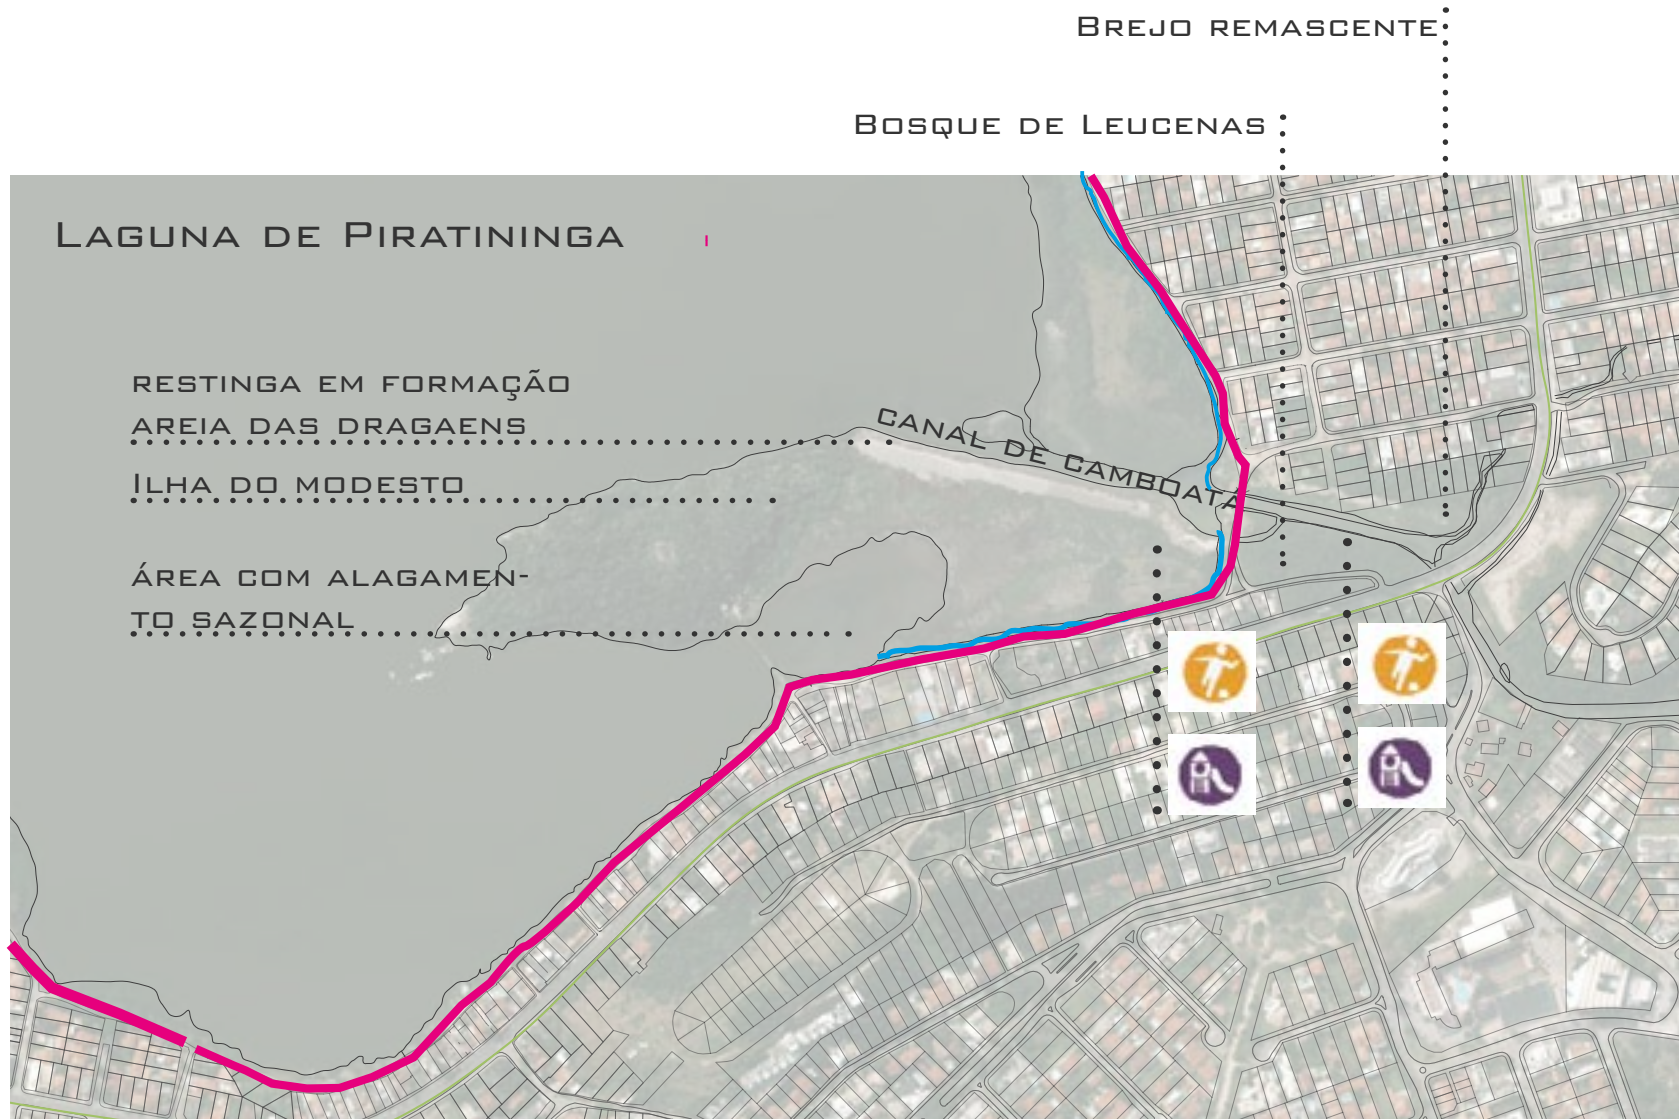 BREJO REMASCENTE
BOSQUE DE LEUCENAS
LAGUNA DE PIRATININGA
RESTINGA EM FORMAÇÃO
AREIA DAS DRAGAENS
CANAL DE CAMBOATÁ
ILHA DO MODESTO
ÁREA COM ALAGAMEN-
TO SAZONAL